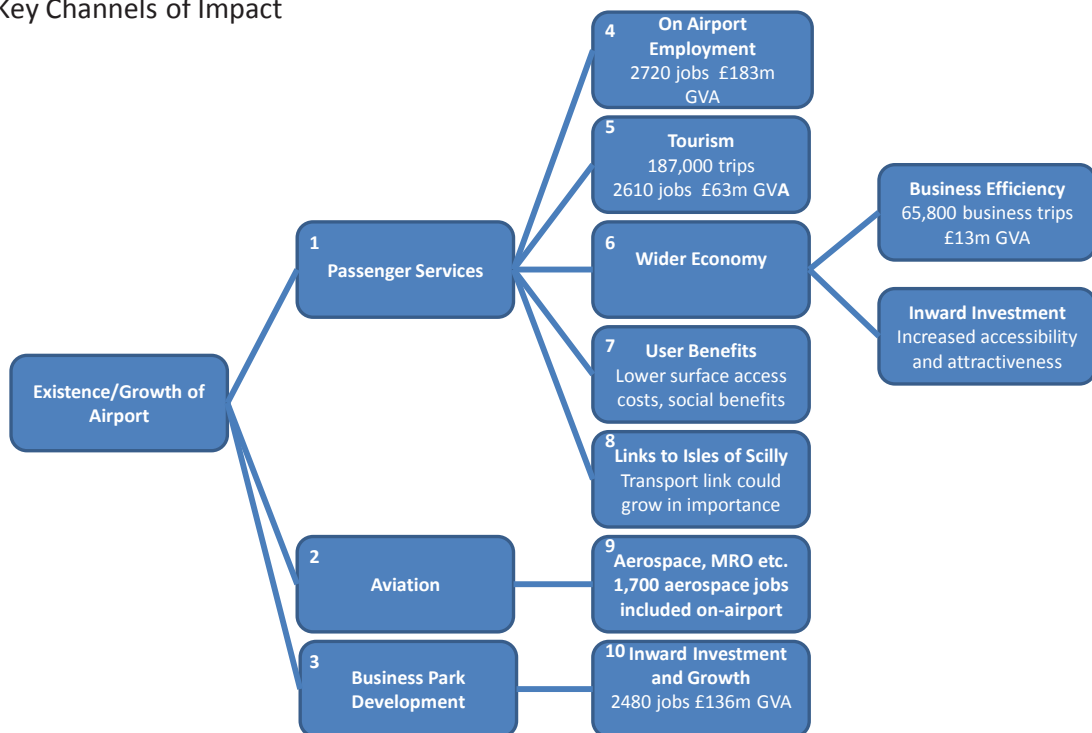 Key Channels of Impact
4
On Airport
Employment
2720 jobs £183m
GVA
5
Tourism
187,000 trips
2610 jobs £63m GVA
Business Efficiency
65,800 business trips
£13m GVA
1
Passenger Services
6
Wider Economy
Inward Investment
Increased accessibility
and attractiveness
7
User Benefits
Lower surface access
costs, social benefits
Existence/Growth of
Airport
8
Links to Isles of Scilly
Transport link could
grow in importance
2
Aviation
9
Aerospace, MRO etc.
1,700 aerospace jobs
included on-airport
3
Business Park
Development
10 Inward Investment
and Growth
2480 jobs £136m GVA